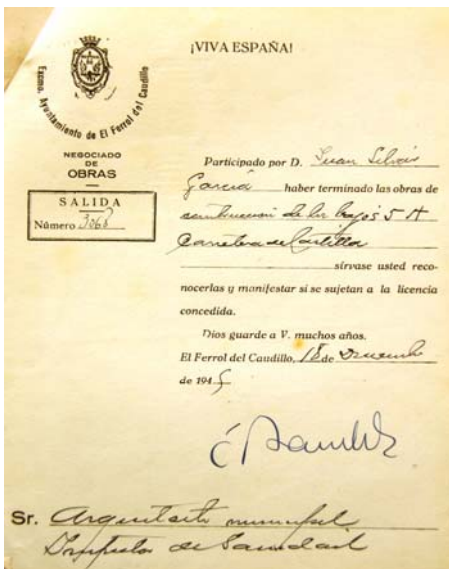 ¡VIVA ESPAÑA!
Excmo. Ayuntamiento de El Ferrol del Caudillo
NEGOCIADO
DE
OBRAS
SALIDA
Número 3068
Participado por D. Juan
García haber terminado las obras de
de los bajos 5 A
Carretera de Castilla
sírvase usted reco-
nocerlas y manifestar si se sujetan a la licencia
concedida.
Dios guarde a V. muchos años.
El Ferrol del Caudillo, 18 de
de 1945
Sr. Arquitecto municipal
Inspector de Sanidad